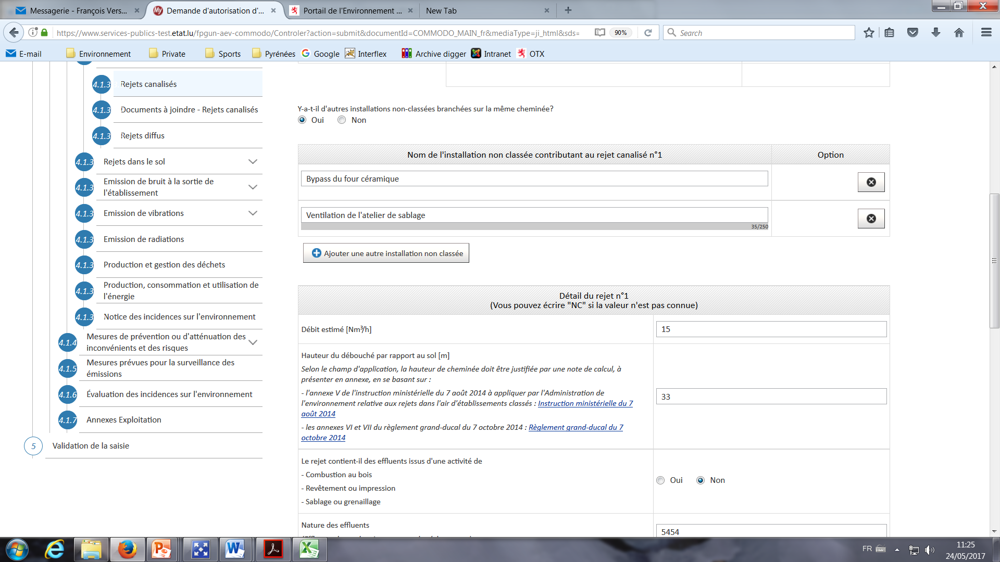 Messagerie - François Vers...
Demande d'autorisation d'...
Portail de l'Environnement ...
New Tab
https://www.services-publics-test.etat.lu/fpgun-aev-commodo/Controler?action=submit&documentId=COMMODO_MAIN_fr&mediaType=ji_html&sds=
90%
Search
E-mail
Environnement
Private
Sports
Pyrénées
Google
Interflex
Archive digger
Intranet
OTX
4.1.3 Rejets canalisés
4.1.3 Documents à joindre - Rejets canalisés
4.1.3 Rejets diffus
4.1.3 Rejets dans le sol
4.1.3 Emission de bruit à la sortie de
l'établissement
4.1.3 Emission de vibrations
4.1.3 Emission de radiations
4.1.3 Production et gestion des déchets
4.1.3 Production, consommation et utilisation de
l'énergie
4.1.3 Notice des incidences sur l'environnement
4.1.4 Mesures de prévention ou d'atténuation des
inconvénients et des risques
4.1.5 Mesures prévues pour la surveillance des
émissions
4.1.6 Évaluation des incidences sur l'environnement
4.1.7 Annexes Exploitation
5 Validation de la saisie
Y-a-t-il d'autres installations non-classées branchées sur la même cheminée?
Oui Non
Nom de l'installation non classée contributant au rejet canalisé n°1
Option
Bypass du four céramique
Ventilation de l'atelier de sablage
35/250
Ajouter une autre installation non classée
Détail du rejet n°1
(Vous pouvez écrire "NC" si la valeur n'est pas connue)
Débit estimé [Nm³/h]
15
Hauteur du débouché par rapport au sol [m]
Selon le champ d'application, la hauteur de cheminée doit être justifiée par une note de calcul, à
présenter en annexe, en se basant sur :
- l'annexe V de l'instruction ministérielle du 7 août 2014 à appliquer par l'Administration de
l'environnement relative aux rejets dans l'air d'établissements classés : Instruction ministérielle du 7
août 2014
- les annexes VI et VII du règlement grand-ducal du 7 octobre 2014 : Règlement grand-ducal du 7
octobre 2014
33
Le rejet contient-il des effluents issus d'une activité de
- Combustion au bois
- Revêtement ou impression
- Sablage ou grenaillage
Oui Non
Nature des effluents
5454
FR
11:25
24/05/2017